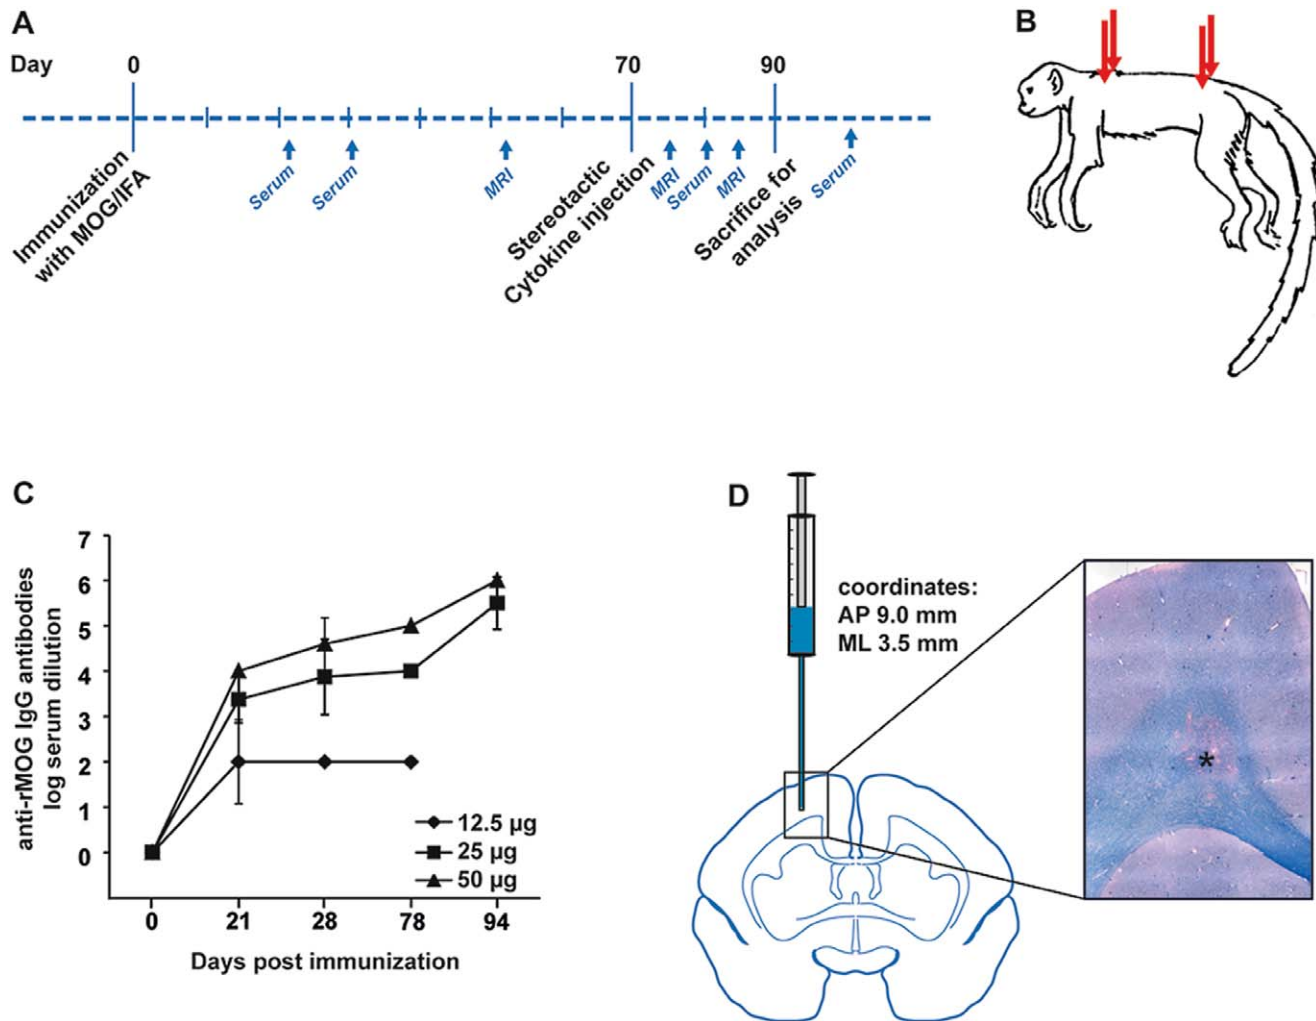 A
Day
0
70
90
Immunization
with MOG/IFA
Serum
Serum
MRI
Stereotactic
Cytokine injection
MRI
Serum
MRI
Sacrifice for
analysis
Serum
B
C
anti-rMOG IgG antibodies
log serum dilution
7
6
5
4
3
2
1
0
12.5 µg
25 µg
50 µg
0
21
28
78
94
Days post immunization
D
coordinates:
AP 9.0 mm
ML 3.5 mm
*